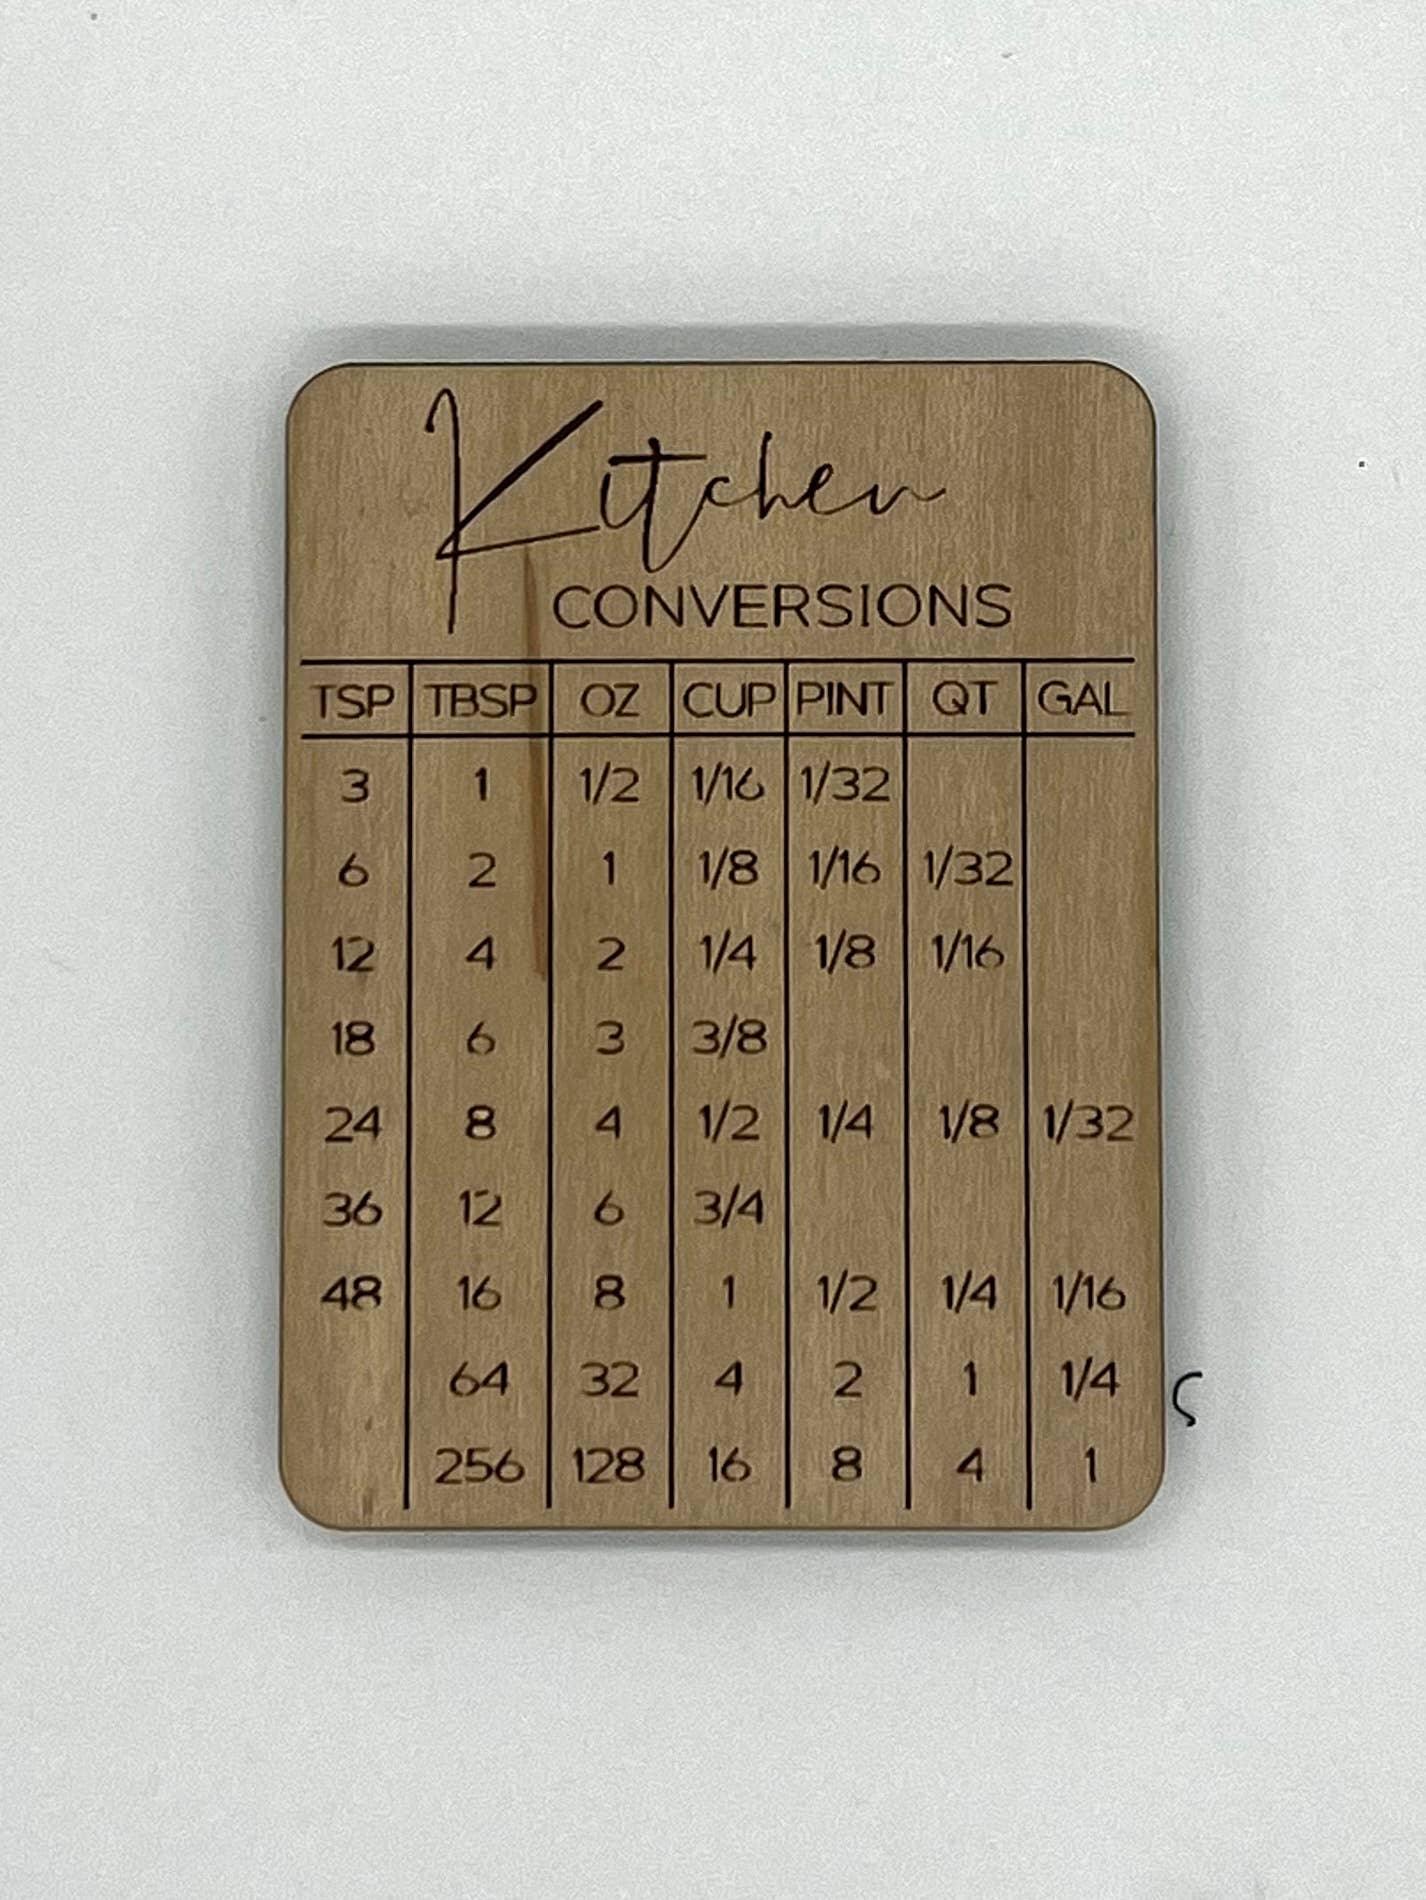 Kitchen
CONVERSIONS
TSP TBSP OZ CUP PINT QT GAL
3 1 1/2 1/16 1/32
6 2 1 1/8 1/16 1/32
12 4 2 1/4 1/8 1/16
18 6 3 3/8
24 8 4 1/2 1/4 1/8 1/32
36 12 6 3/4
48 16 8 1 1/2 1/4 1/16
64 32 4 2 1 1/4
256 128 16 8 4 1